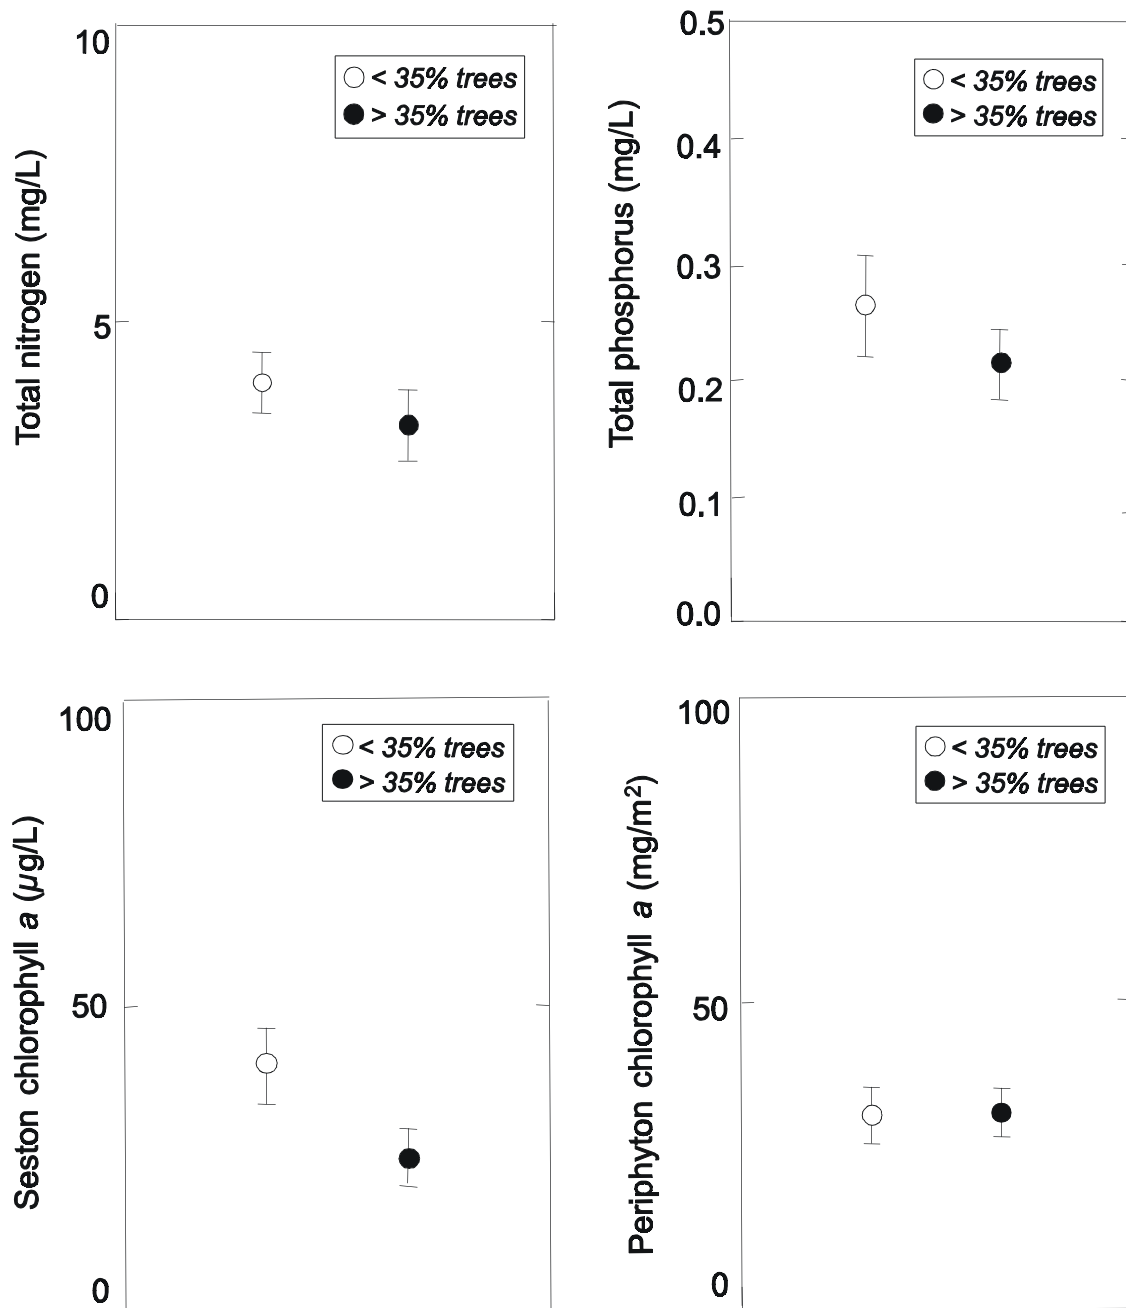 10
5
0
Total nitrogen (mg/L)
< 35% trees
> 35% trees
0.5
0.4
0.3
0.2
0.1
0.0
Total phosphorus (mg/L)
< 35% trees
> 35% trees
100
50
0
Seston chlorophyll a (µg/L)
< 35% trees
> 35% trees
100
50
0
Periphyton chlorophyll a (mg/m²)
< 35% trees
> 35% trees